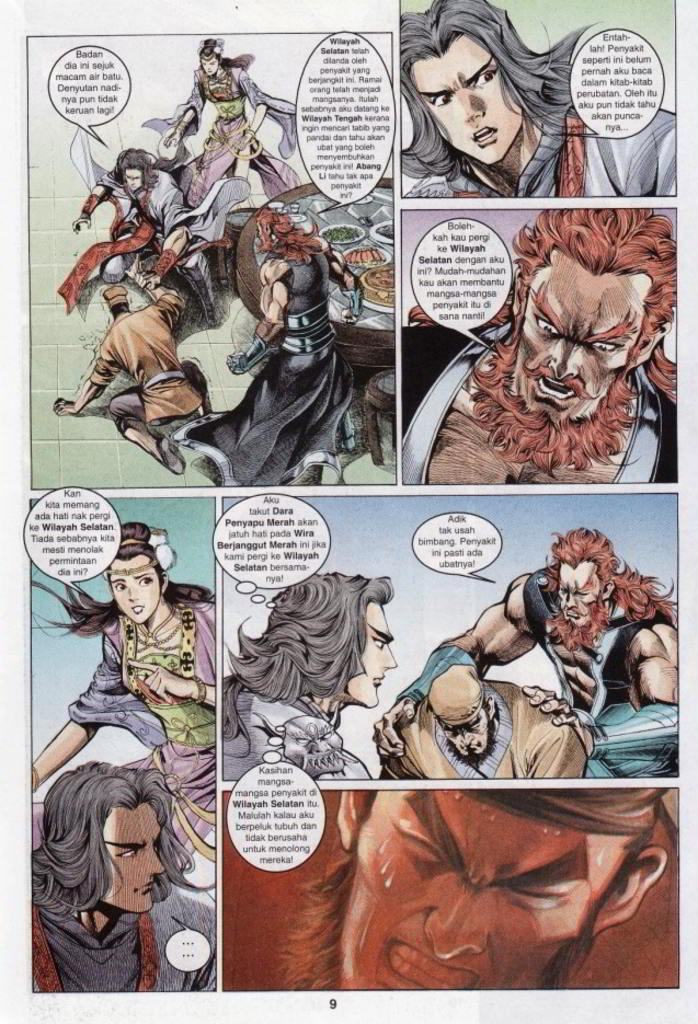 Badan
dia ini sejuk
macam air batu.
Denyutan nadi-
nya pun tidak
keruan lagi!
Wilayah
Selatan telah
dilanda oleh
penyakit yang
berjangkit ini. Ramai
orang telah menjadi
mangsanya. Itulah
sebabnya aku datang ke
Wilayah Tengah kerana
ingin mencari tabib yang
pandai dan tahu akan
ubat yang boleh
menyembuhkan
penyakit ini! Abang
Li tahu tak apa
penyakit
ini?
Entah-
lah! Penyakit
seperti ini belum
pernah aku baca
dalam kitab-kitab
perubatan. Oleh itu
aku pun tidak tahu
akan punca-
nya...
Boleh-
kah kau pergi
ke Wilayah
Selatan dengan aku
ini? Mudah-mudahan
kau akan membantu
mangsa-mangsa
penyakit itu di
sana nanti!
Kan
kita memang
ada hati nak pergi
ke Wilayah Selatan.
Tiada sebabnya kita
mesti menolak
permintaan
dia ini?
...
...
Aku
takut Dara
Penyapu Merah akan
jatuh hati pada Wira
Berjanggut Merah ini jika
kami pergi ke Wilayah
Selatan bersama-
nya!
Adik
tak usah
bimbang. Penyakit
ini pasti ada
ubatnya!
Kasihan
mangsa-
mangsa penyakit di
Wilayah Selatan itu.
Malulah kalau aku
berpeluk tubuh dan
tidak berusaha
untuk menolong
mereka!
9